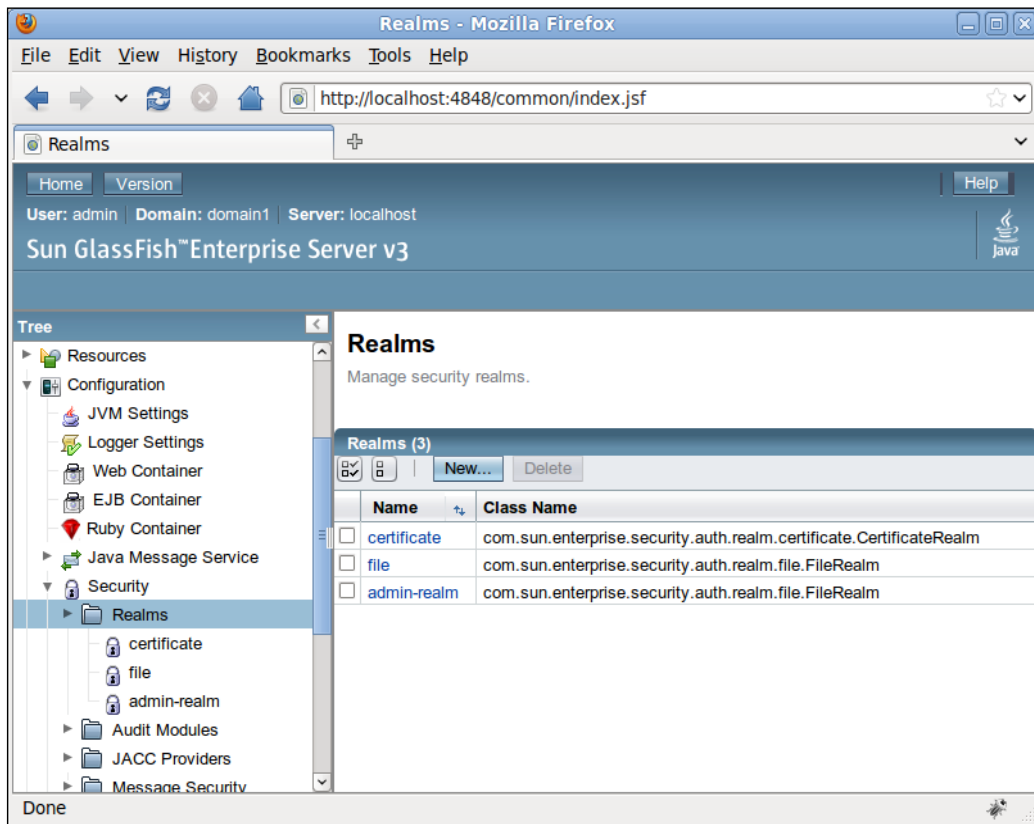 Realms - Mozilla Firefox
File Edit View History Bookmarks Tools Help
http://localhost:4848/common/index.jsf
Realms
Home Version Help
User: admin Domain: domain1 Server: localhost
Sun GlassFish™ Enterprise Server v3
Java
Tree
Resources
Configuration
JVM Settings
Logger Settings
Web Container
EJB Container
Ruby Container
Java Message Service
Security
Realms
certificate
file
admin-realm
Audit Modules
JACC Providers
Message Security
Realms
Manage security realms.
Realms (3)
New... Delete
Name Class Name
certificate com.sun.enterprise.security.auth.realm.certificate.CertificateRealm
file com.sun.enterprise.security.auth.realm.file.FileRealm
admin-realm com.sun.enterprise.security.auth.realm.file.FileRealm
Done